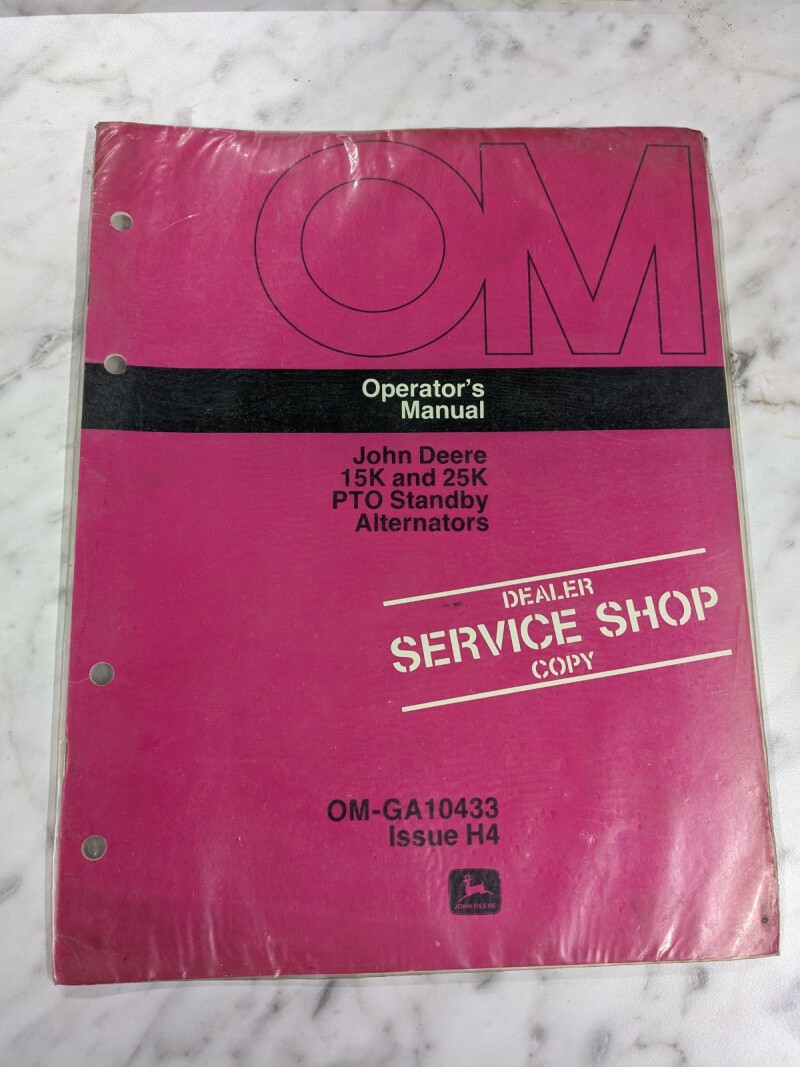 OM
Operator's
Manual
John Deere
15K and 25K
PTO Standby
Alternators
DEALER
SERVICE SHOP
COPY
OM-GA10433
Issue H4
JOHN DEERE